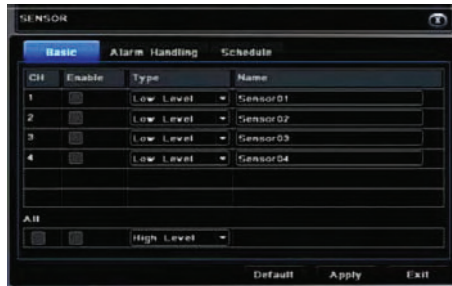 SENSOR
Basic Alarm Handling Schedule
CH Enable Type Name
1 Low Level Sensor01
2 Low Level Sensor02
3 Low Level Sensor03
4 Low Level Sensor04
All
High Level
Default Apply Exit